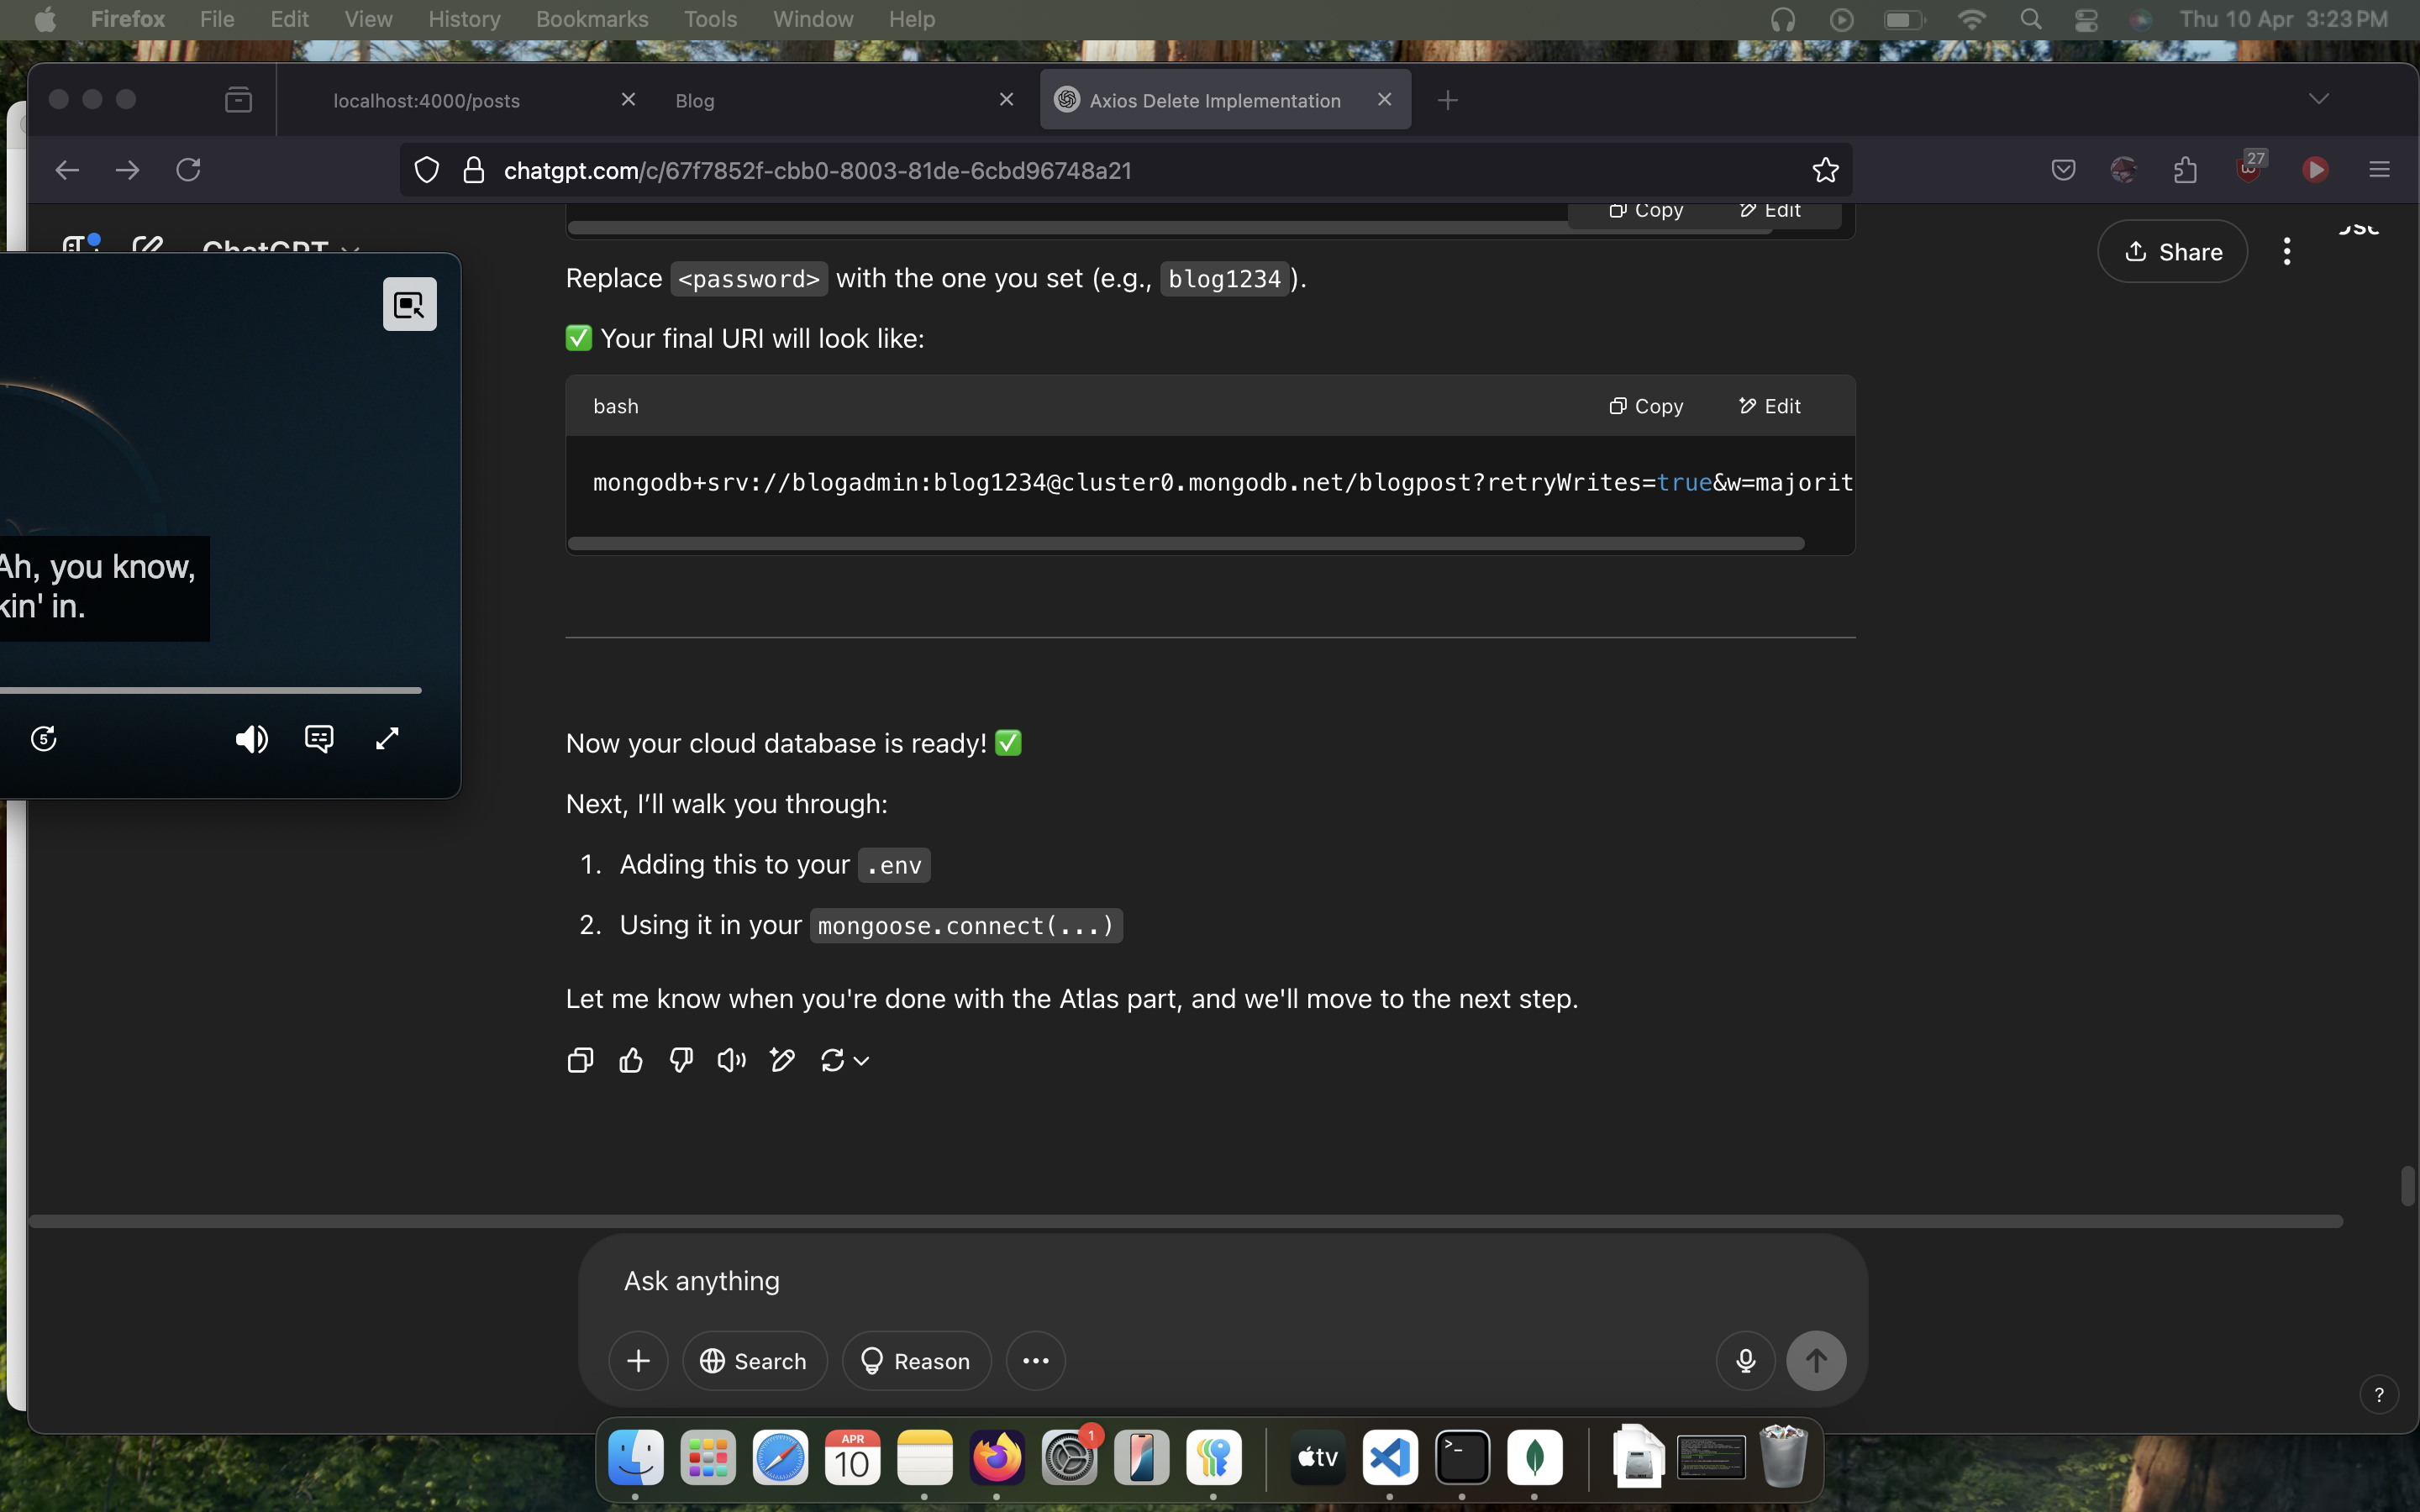 Firefox File Edit View History Bookmarks Tools Window Help Thu 10 Apr 3:23 PM
localhost:4000/posts Blog Axios Delete Implementation
chatgpt.com/c/67f7852f-cbb0-8003-81de-6cbd96748a21 27
Copy Edit
ChatGPT
Share
Replace <password> with the one you set (e.g., blog1234 ).
✅ Your final URI will look like:
bash Copy Edit
mongodb+srv://blogadmin:blog1234@cluster0.mongodb.net/blogpost?retryWrites=true&w=majorit
Ah, you know,
kin' in.
5
Now your cloud database is ready! ✅
Next, I’ll walk you through:
1. Adding this to your .env
2. Using it in your mongoose.connect(...)
Let me know when you're done with the Atlas part, and we'll move to the next step.
Ask anything
Search Reason
?
APR
10
1
tv
>_